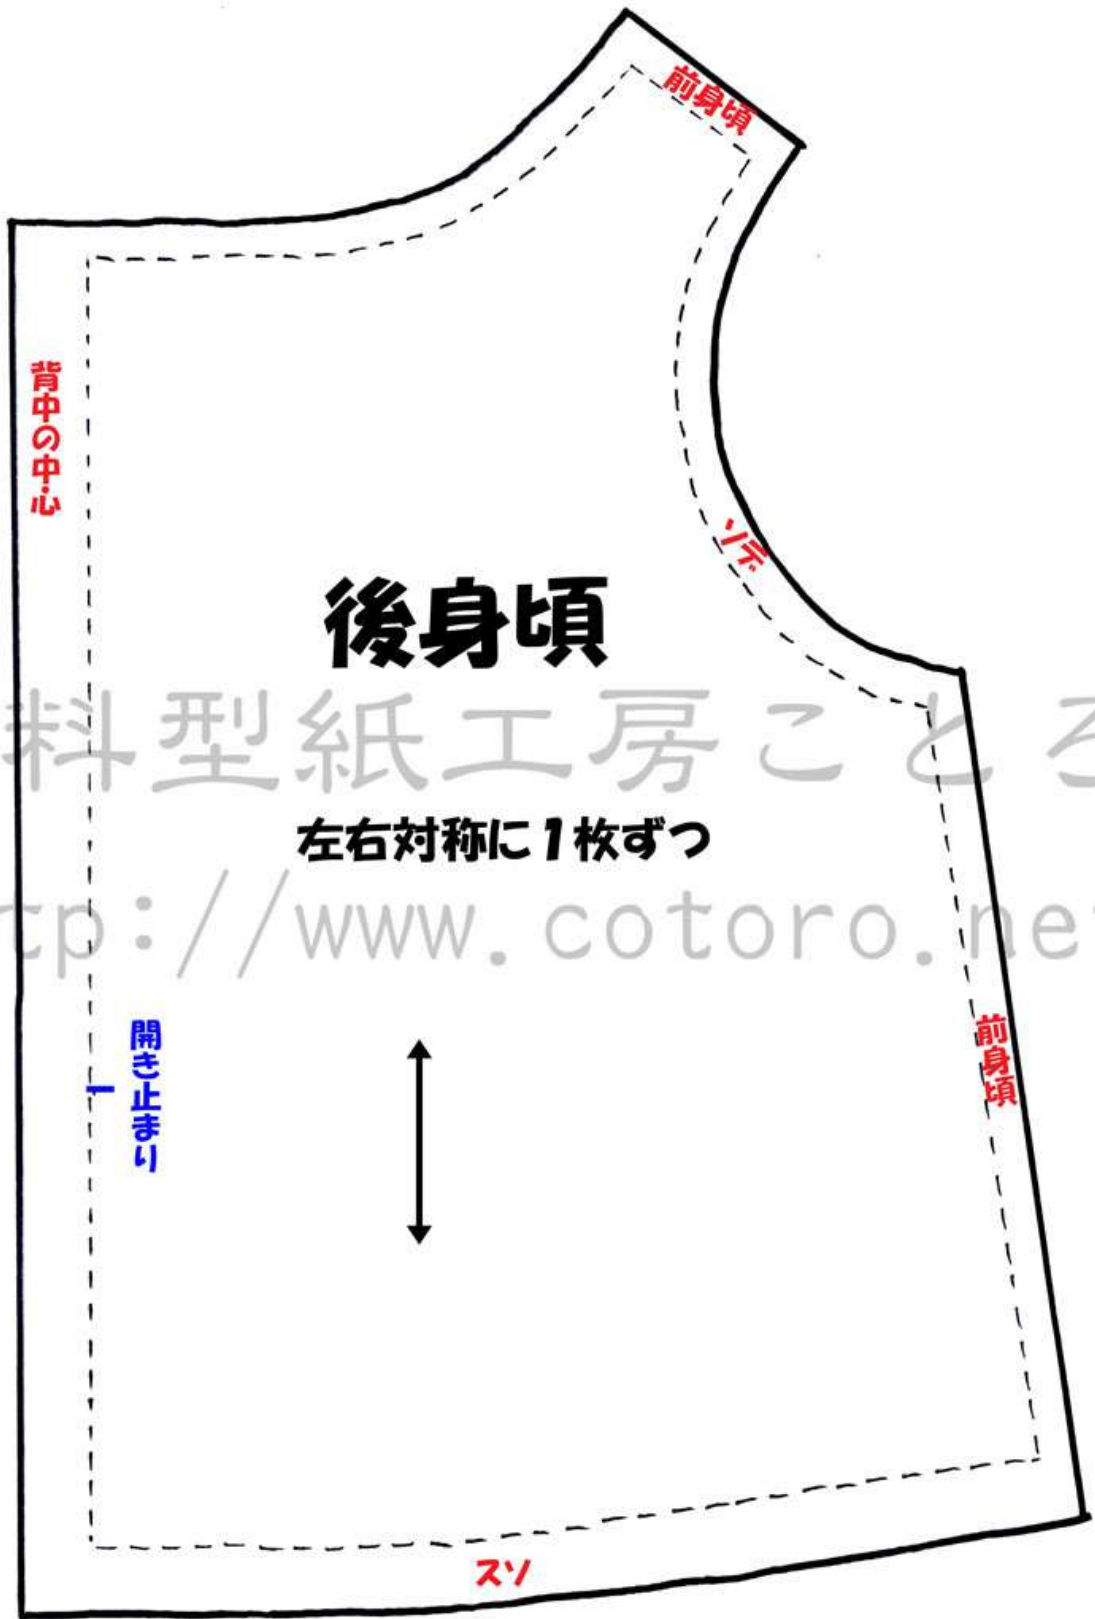 前身頃
背中の中心
ソデ
後身頃
料型紙工房ことろ
左右対称に1枚ずつ
tp://www.cotoro.net
開き止まり
前身頃
スソ